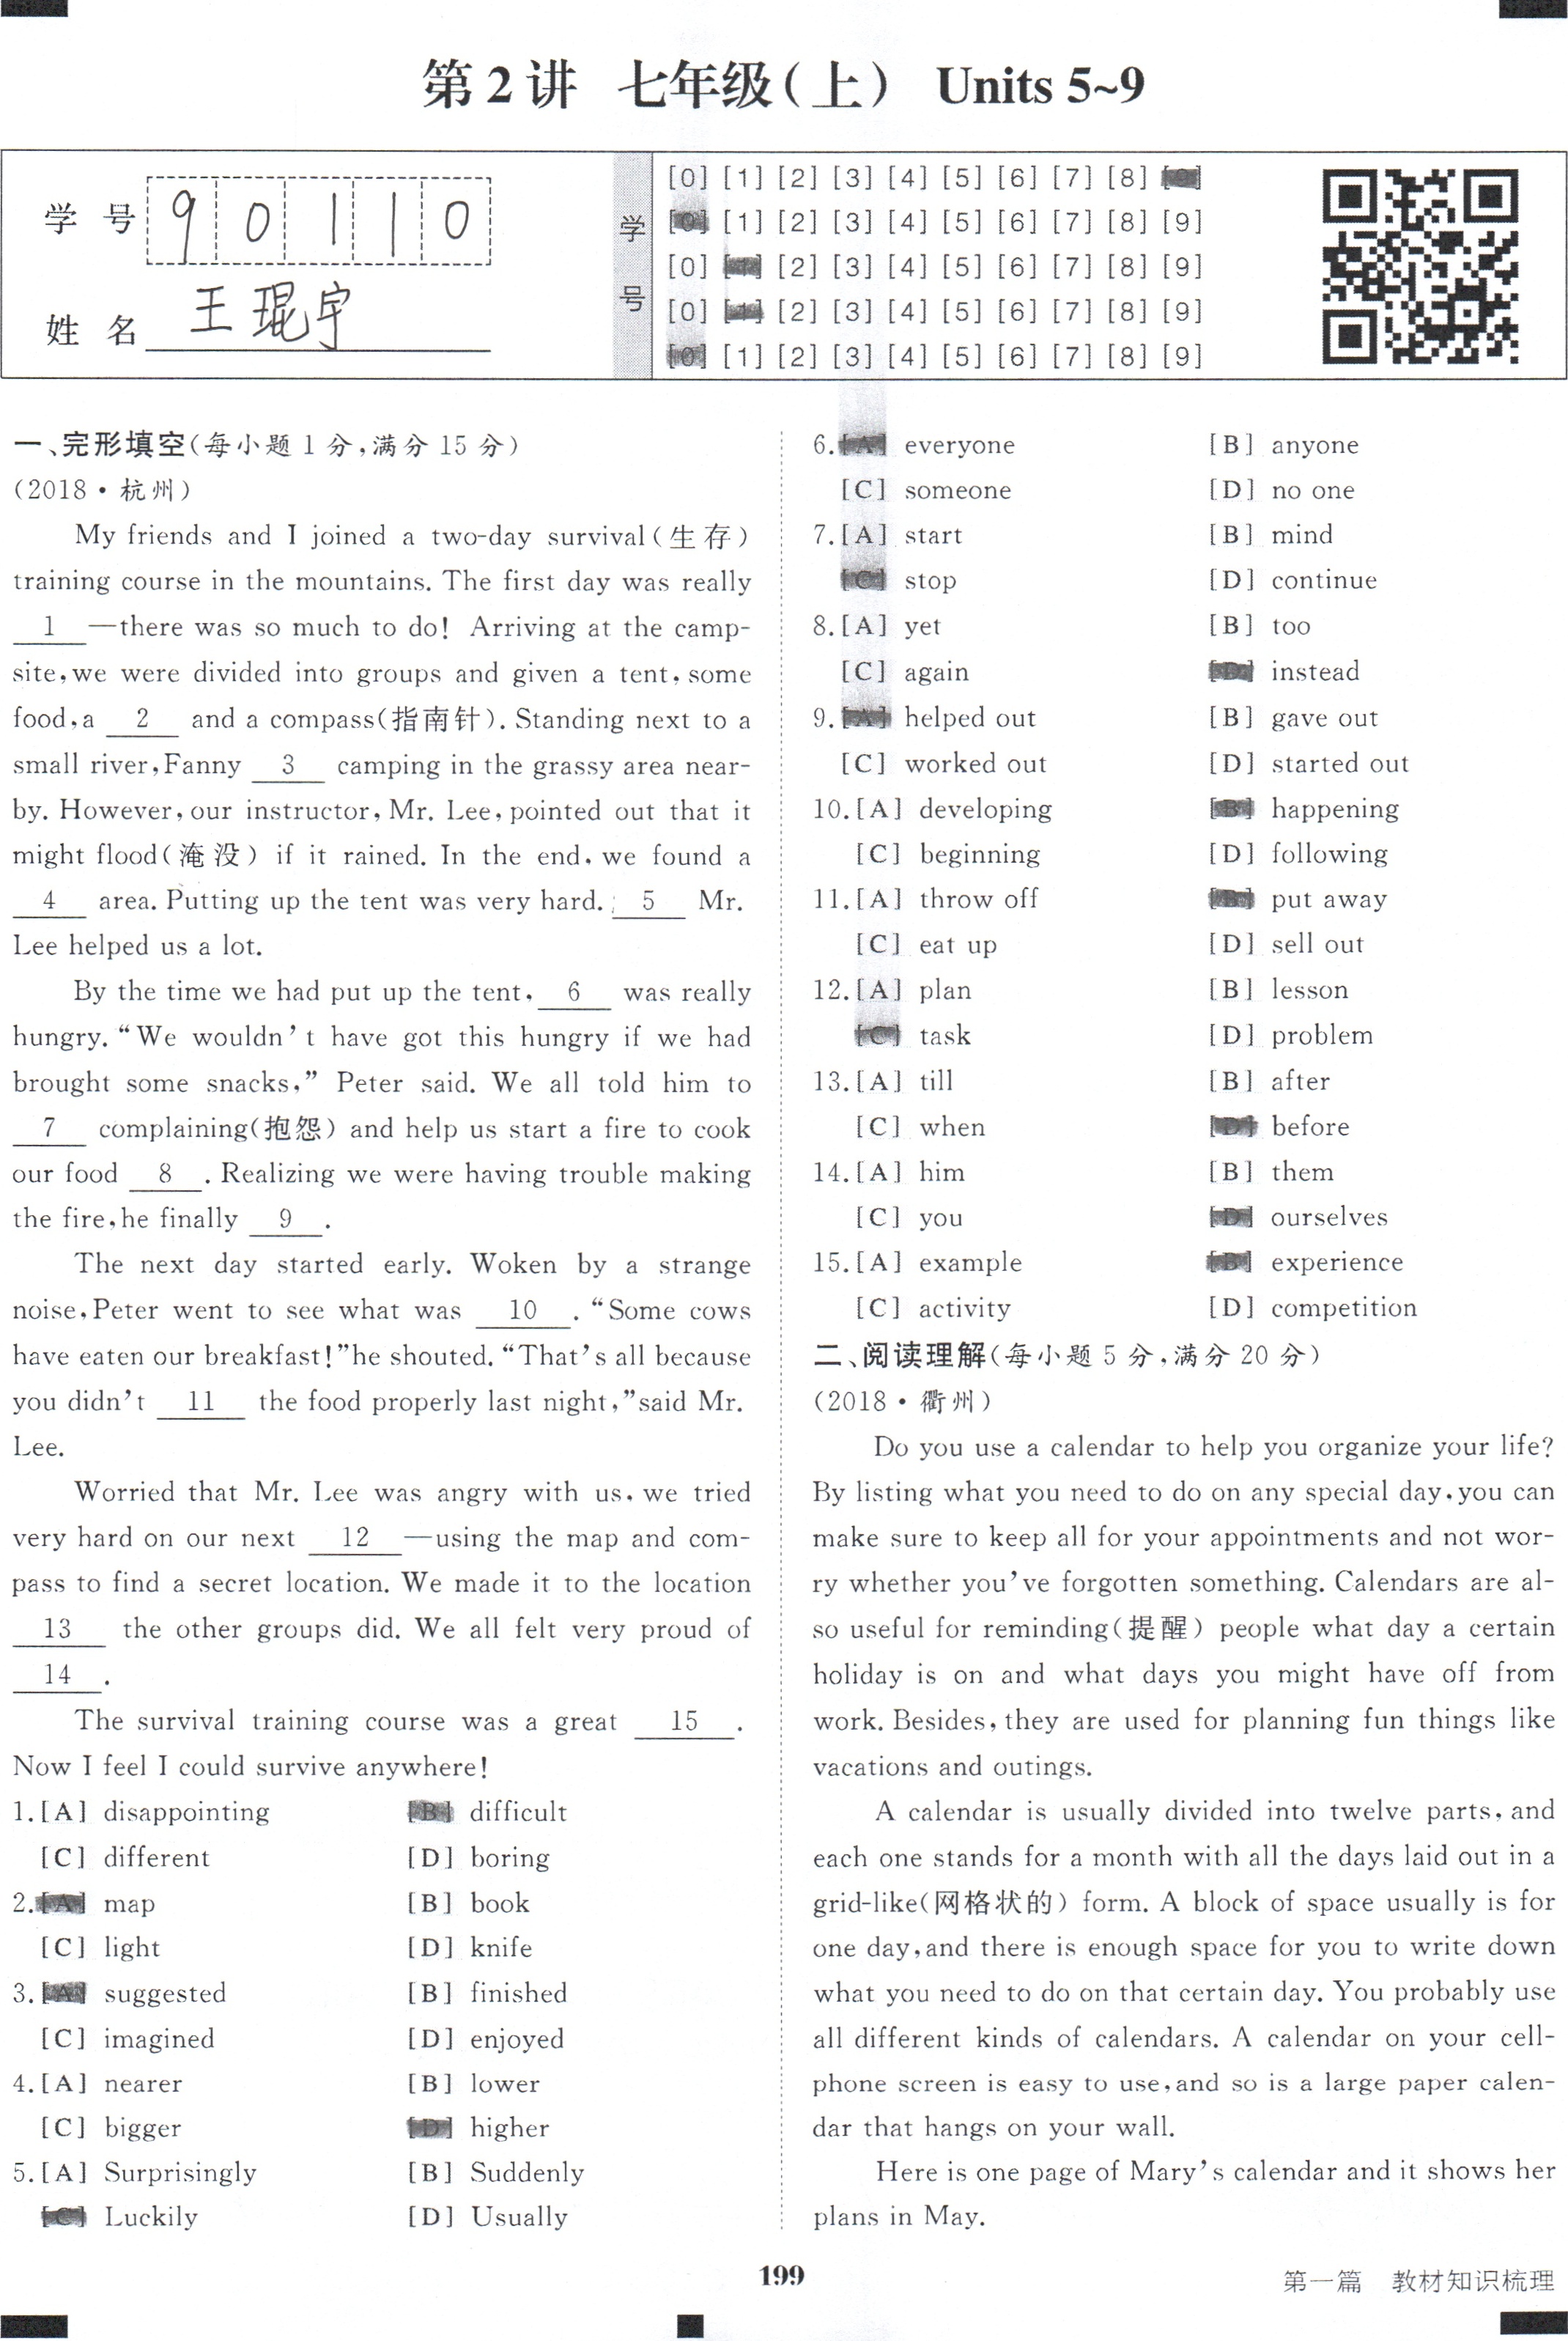 第2讲 七年级(上) Units 5~9
学号 9 0 1 1 0
姓名 王琨宇
学号
[0] [1] [2] [3] [4] [5] [6] [7] [8] [9]
[0] [1] [2] [3] [4] [5] [6] [7] [8] [9]
[0] [1] [2] [3] [4] [5] [6] [7] [8] [9]
[0] [1] [2] [3] [4] [5] [6] [7] [8] [9]
[0] [1] [2] [3] [4] [5] [6] [7] [8] [9]
一、完形填空(每小题1分,满分15分)
(2018·杭州)
My friends and I joined a two-day survival(生存)
training course in the mountains. The first day was really
1 —there was so much to do! Arriving at the camp-
site,we were divided into groups and given a tent, some
food,a 2 and a compass(指南针). Standing next to a
small river,Fanny 3 camping in the grassy area near-
by. However, our instructor, Mr. Lee, pointed out that it
might flood(淹没) if it rained. In the end, we found a
4 area. Putting up the tent was very hard. 5 Mr.
Lee helped us a lot.
By the time we had put up the tent, 6 was really
hungry. “We wouldn't have got this hungry if we had
brought some snacks,” Peter said. We all told him to
7 complaining(抱怨) and help us start a fire to cook
our food 8 . Realizing we were having trouble making
the fire,he finally 9 .
The next day started early. Woken by a strange
noise,Peter went to see what was 10 . “Some cows
have eaten our breakfast!”he shouted. “That's all because
you didn't 11 the food properly last night,”said Mr.
Lee.
Worried that Mr. Lee was angry with us, we tried
very hard on our next 12 —using the map and com-
pass to find a secret location. We made it to the location
13 the other groups did. We all felt very proud of
14 .
The survival training course was a great 15 .
Now I feel I could survive anywhere!
1.[A] disappointing [B] difficult
[C] different [D] boring
2.[A] map [B] book
[C] light [D] knife
3.[A] suggested [B] finished
[C] imagined [D] enjoyed
4.[A] nearer [B] lower
[C] bigger [D] higher
5.[A] Surprisingly [B] Suddenly
[C] Luckily [D] Usually
6.[A] everyone [B] anyone
[C] someone [D] no one
7.[A] start [B] mind
[C] stop [D] continue
8.[A] yet [B] too
[C] again [D] instead
9.[A] helped out [B] gave out
[C] worked out [D] started out
10.[A] developing [B] happening
[C] beginning [D] following
11.[A] throw off [B] put away
[C] eat up [D] sell out
12.[A] plan [B] lesson
[C] task [D] problem
13.[A] till [B] after
[C] when [D] before
14.[A] him [B] them
[C] you [D] ourselves
15.[A] example [B] experience
[C] activity [D] competition
二、阅读理解(每小题5分,满分20分)
(2018·衢州)
Do you use a calendar to help you organize your life?
By listing what you need to do on any special day, you can
make sure to keep all for your appointments and not wor-
ry whether you've forgotten something. Calendars are al-
so useful for reminding(提醒) people what day a certain
holiday is on and what days you might have off from
work. Besides, they are used for planning fun things like
vacations and outings.
A calendar is usually divided into twelve parts, and
each one stands for a month with all the days laid out in a
grid-like(网格状的) form. A block of space usually is for
one day,and there is enough space for you to write down
what you need to do on that certain day. You probably use
all different kinds of calendars. A calendar on your cell-
phone screen is easy to use,and so is a large paper calen-
dar that hangs on your wall.
Here is one page of Mary's calendar and it shows her
plans in May.
199
第一篇 教材知识梳理